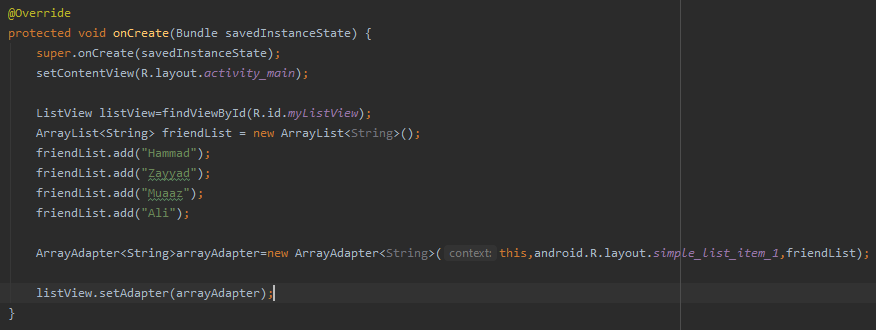 @Override
protected void onCreate(Bundle savedInstanceState) {
super.onCreate(savedInstanceState);
setContentView(R.layout.activity_main);
ListView listView=findViewById(R.id.myListView);
ArrayList<String> friendList = new ArrayList<String>();
friendList.add("Hammad");
friendList.add("Zayyad");
friendList.add("Muaaz");
friendList.add("Ali");
ArrayAdapter<String>arrayAdapter=new ArrayAdapter<String>( context: this,android.R.layout.simple_list_item_1,friendList);
listView.setAdapter(arrayAdapter);
}